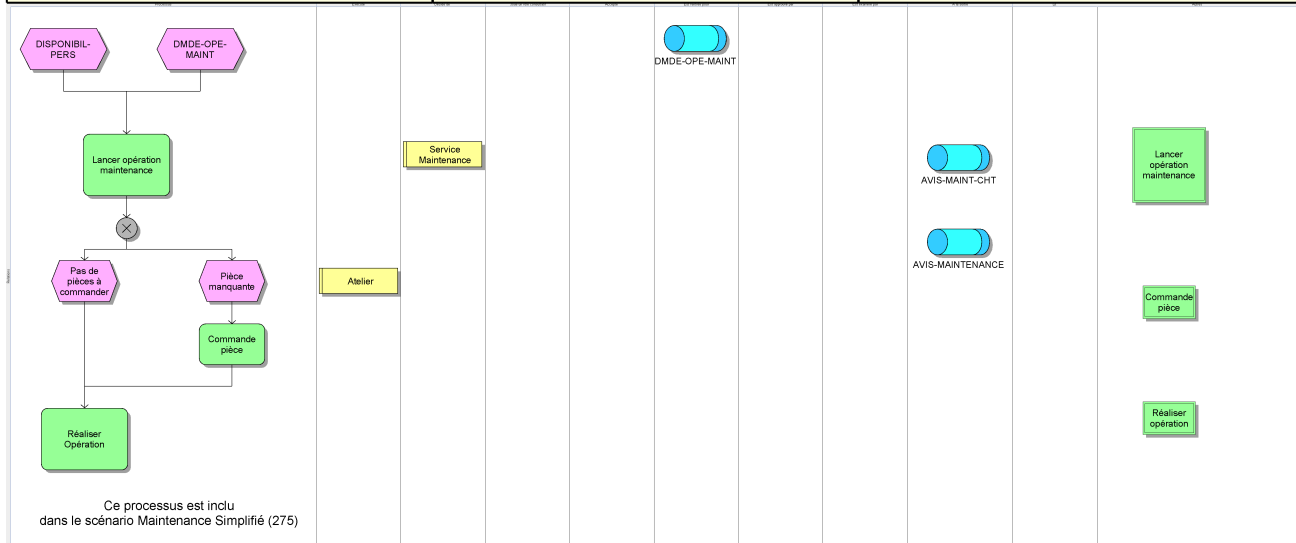 DISPONIBIL-
PERS
DMDE-OPE-
MAINT
DMDE-OPE-MAINT
Lancer opération
maintenance
Service
Maintenance
AVIS-MAINT-CHT
Lancer
opération
maintenance
AVIS-MAINTENANCE
Pas de
pièces à
commander
Pièce
manquante
Atelier
Commande
pièce
Commande
pièce
Réaliser
Opération
Réaliser
opération
Ce processus est inclu
dans le scénario Maintenance Simplifié (275)